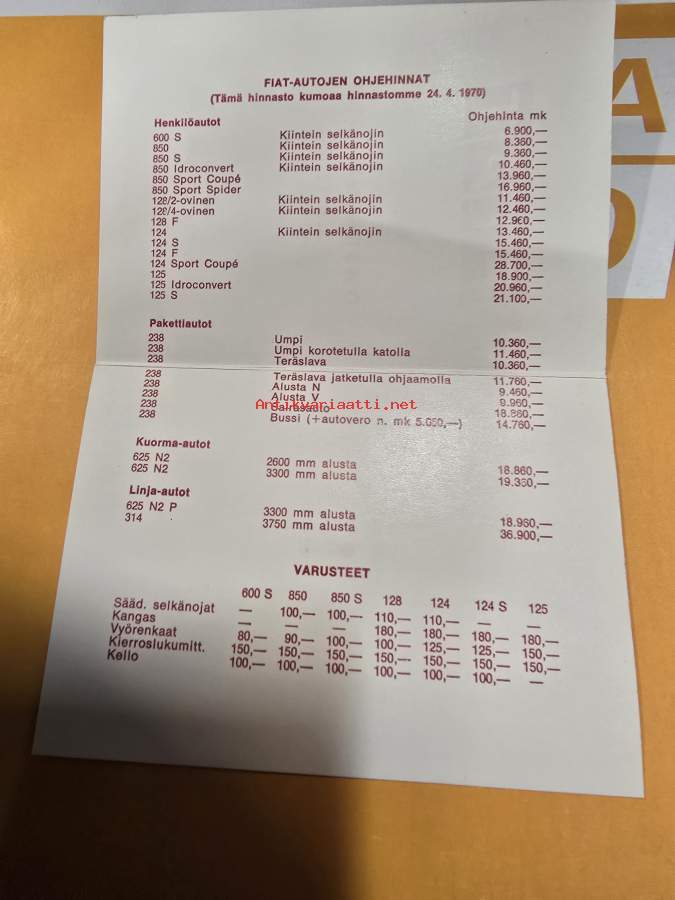 FIAT-AUTOJEN OHJEHINNAT
(Tämä hinnasto kumoaa hinnastomme 24. 4. 1970)
Henkilöautot Ohjehinta mk
600 S Kiintein selkänojin 6.900,—
850 Kiintein selkänojin 8.360,—
850 S Kiintein selkänojin 9.360,—
850 Idroconvert Kiintein selkänojin 10.460,—
850 Sport Coupé 13.960,—
850 Sport Spider 16.960,—
128/2-ovinen Kiintein selkänojin 11.460,—
128/4-ovinen Kiintein selkänojin 12.460,—
128 F 12.960,—
124 Kiintein selkänojin 13.460,—
124 S 15.460,—
124 F 15.460,—
124 Sport Coupé 28.700,—
125 18.900,—
125 Idroconvert 20.960,—
125 S 21.100,—
Pakettiautot
238 Umpi 10.360,—
238 Umpi korotetulla katolla 11.460,—
238 Teräslava 10.360,—
238 Teräslava jatketulla ohjaamolla 11.760,—
238 Alusta N 9.460,—
238 Alusta V 9.960,—
238 18.860,—
238 Bussi (+autovero n. mk 5.060,—) 14.760,—
Antikvariaatti.net
Kuorma-autot
625 N2 2600 mm alusta 18.860,—
625 N2 3300 mm alusta 19.360,—
Linja-autot
625 N2 P 3300 mm alusta 18.960,—
314 3750 mm alusta 36.900,—
VARUSTEET
600 S 850 850 S 128 124 124 S 125
Sääd. selkänojat — 100,— 100,— 110,— 110,— — —
Kangas — — — 180,— 180,— 180,— 180,—
Vyörenkaat 80,— 90,— 100,— 100,— 125,— 125,— 150,—
Kierroslukumitt. 150,— 150,— 150,— 150,— 150,— 150,— 150,—
Kello 100,— 100,— 100,— 100,— 100,— 100,— —